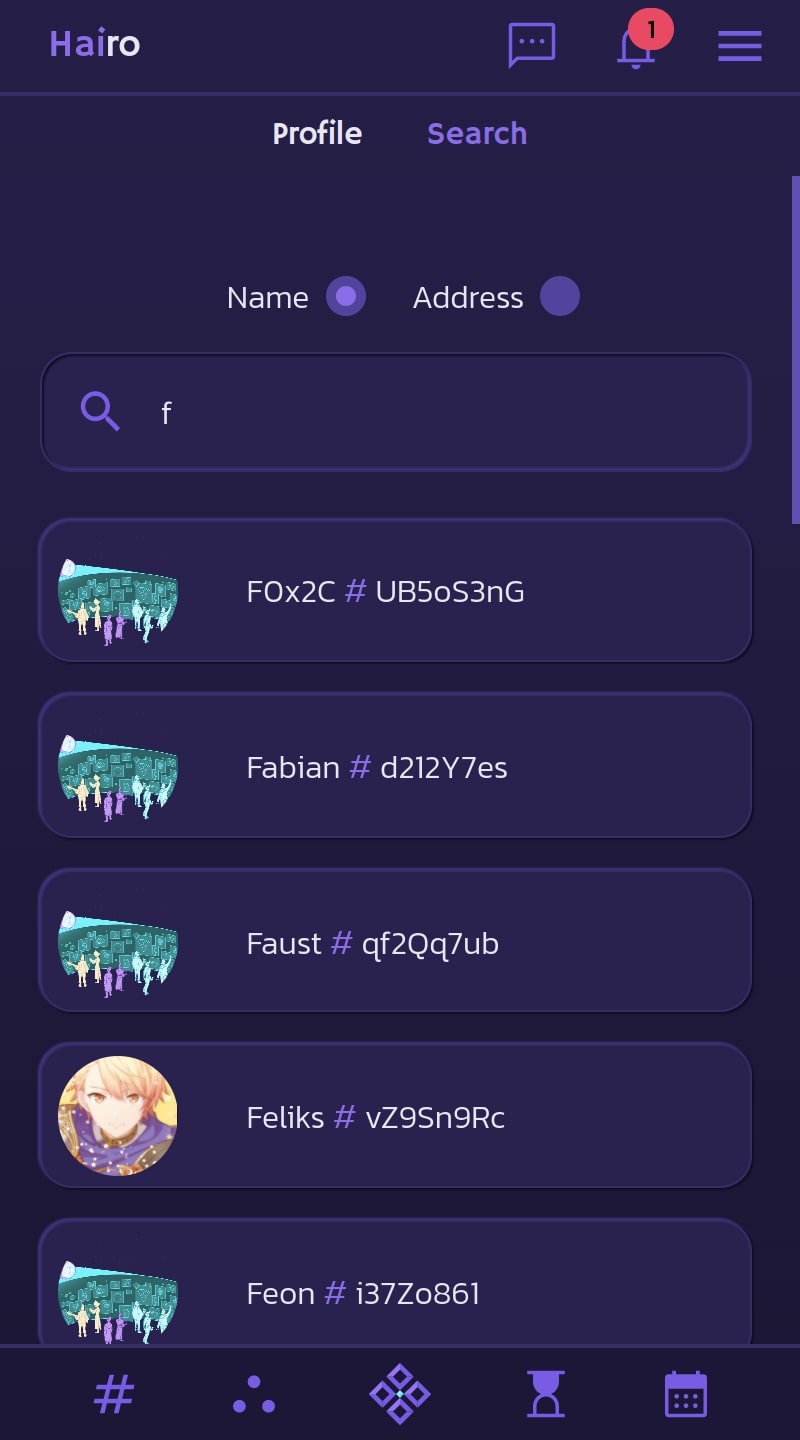 Hairo
1
Profile Search
Name Address
f
F0x2C # UB5oS3nG
Fabian # d212Y7es
Faust # qf2Qq7ub
Feliks # vZ9Sn9Rc
Feon # i37Zo861